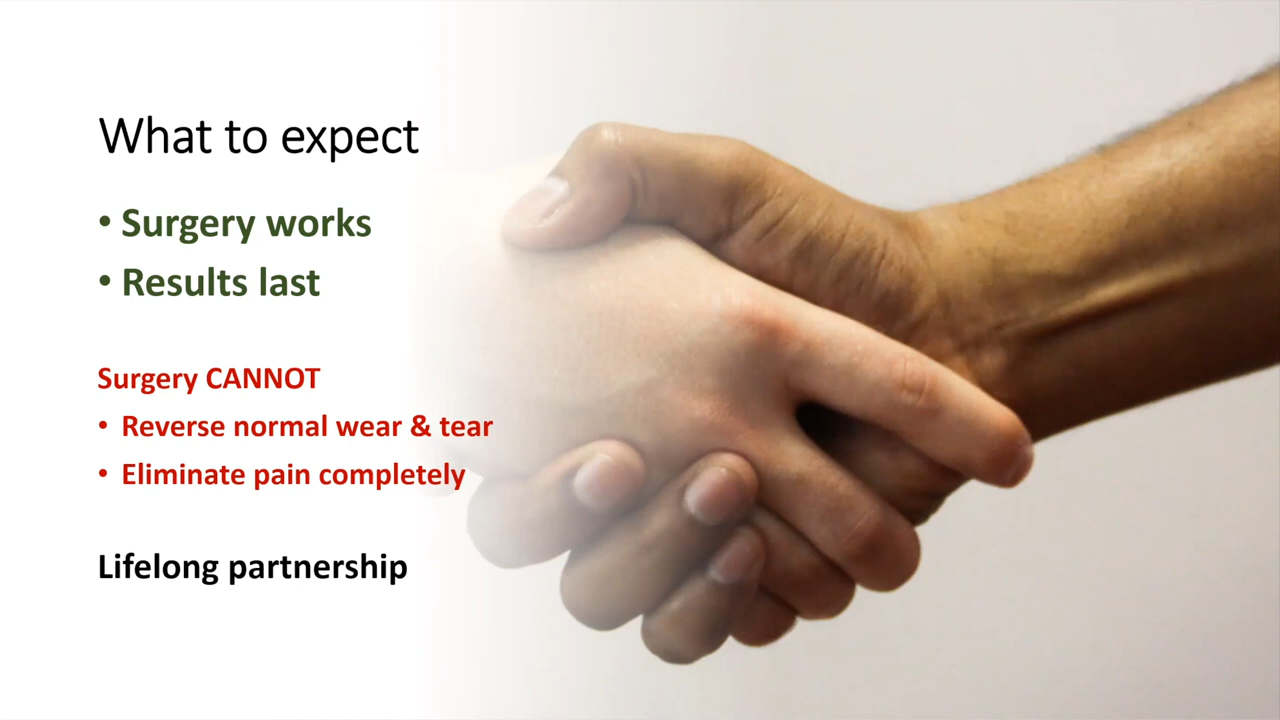 What to expect
• Surgery works
• Results last
Surgery CANNOT
• Reverse normal wear & tear
• Eliminate pain completely
Lifelong partnership